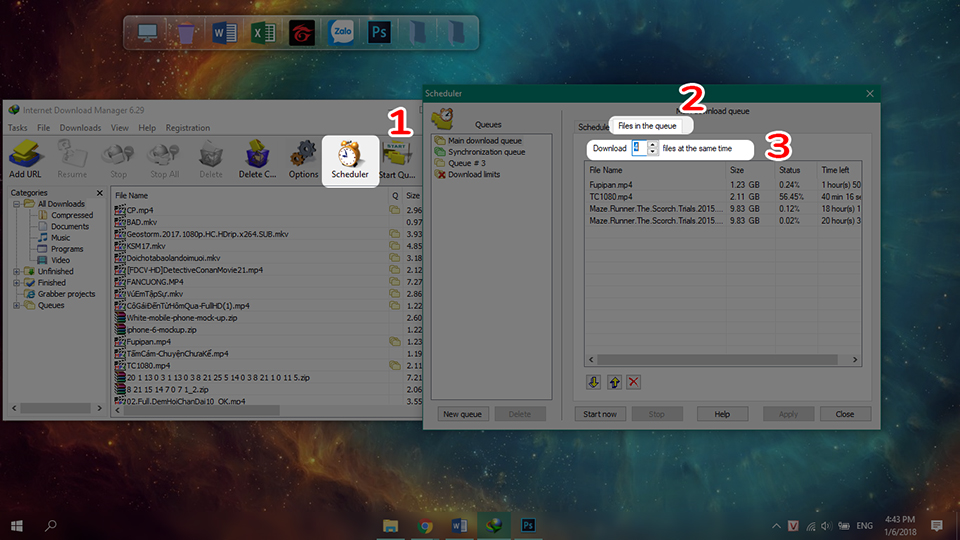 Zalo
Ps
Internet Download Manager 6.29
Tasks File Downloads View Help Registration
Add URL
Resume
Stop
Stop All
Delete
Delete C...
Options
Scheduler
Start Qu...
1
Categories
All Downloads
Compressed
Documents
Music
Programs
Video
Unfinished
Finished
Grabber projects
Queues
File Name Q Size
CP.mp4 2.96
BAD.mkv 0.97
Geostorm.2017.1080p.HC.HDrip.x264.SUB.mkv 3.93
KSM17.mkv 4.85
Doichotabaolandoimuoi.mkv 3.18
[FDCV-HD]DetectiveConanMovie21.mp4 2.12
FANCUONG.MP4 7.27
VúEmTậpSự.mkv 2.86
CôGáiĐếnTừHômQua-FullHD(1).mp4 1.22
White-mobile-phone-mock-up.zip 2.60
iphone-6-mockup.zip 1.22
Fupipan.mp4 1.22
TấmCám-ChuyệnChưaKể.mp4 1.19
TC1080.mp4 2.11
20 1 13 0 3 1 13 0 3 8 21 25 5 14 0 3 8 21 1 0 11 5.zip 7.21
8 21 15 14 7 0 7 1_2.zip 2.06
02.Full.DemHoiChanDai10_OK.mp4 3.55
Scheduler
Queues
Main download queue
Synchronization queue
Queue # 3
Download limits
New queue Delete
2
download queue
Schedule
Files in the queue
Download 4 files at the same time
3
File Name Size Status Time left
Fupipan.mp4 1.23 GB 0.24% 1 hour(s) 50
TC1080.mp4 2.11 GB 56.45% 40 min 16 se
Maze.Runner.The.Scorch.Trials.2015.... 9.83 GB 0.12% 18 hour(s) 1
Maze.Runner.The.Scorch.Trials.2015.... 9.83 GB 0.02% 20 hour(s) 3
Start now Stop Help Apply Close
V
ENG
4:43 PM
1/6/2018
Ps